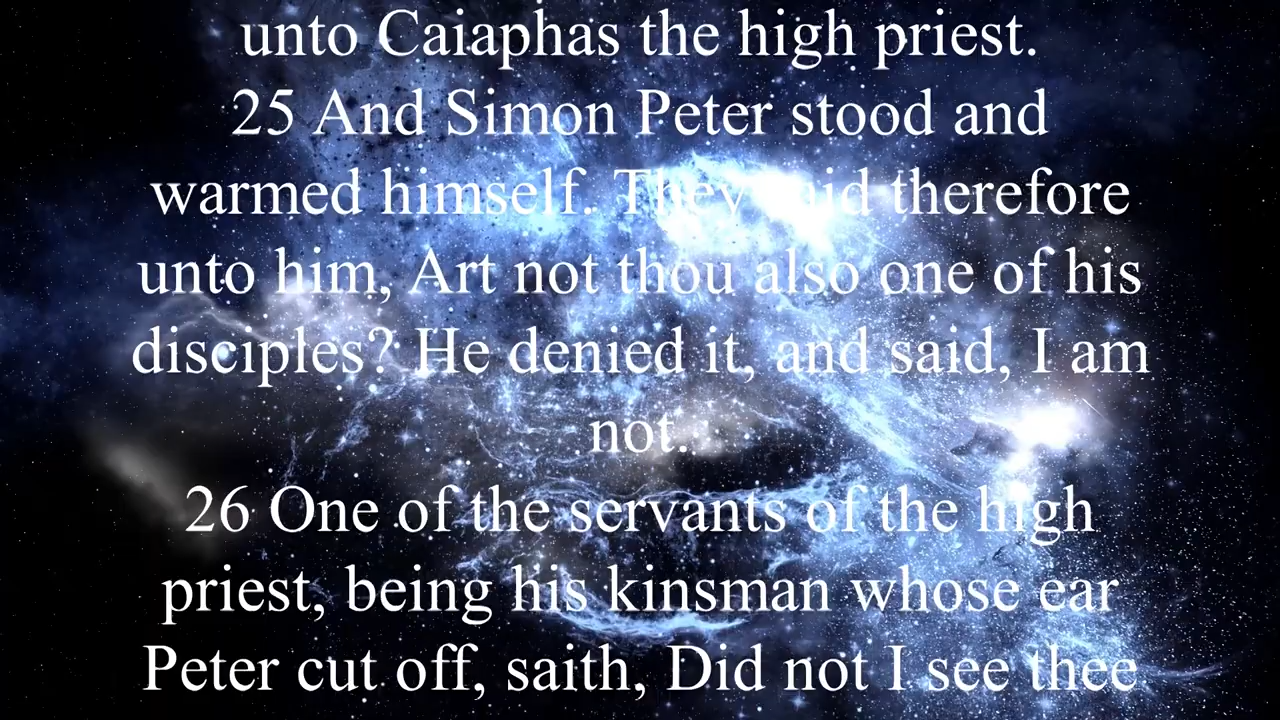 unto Caiaphas the high priest.
25 And Simon Peter stood and
warmed himself. They said therefore
unto him, Art not thou also one of his
disciples? He denied it, and said, I am
not.
26 One of the servants of the high
priest, being his kinsman whose ear
Peter cut off, saith, Did not I see thee